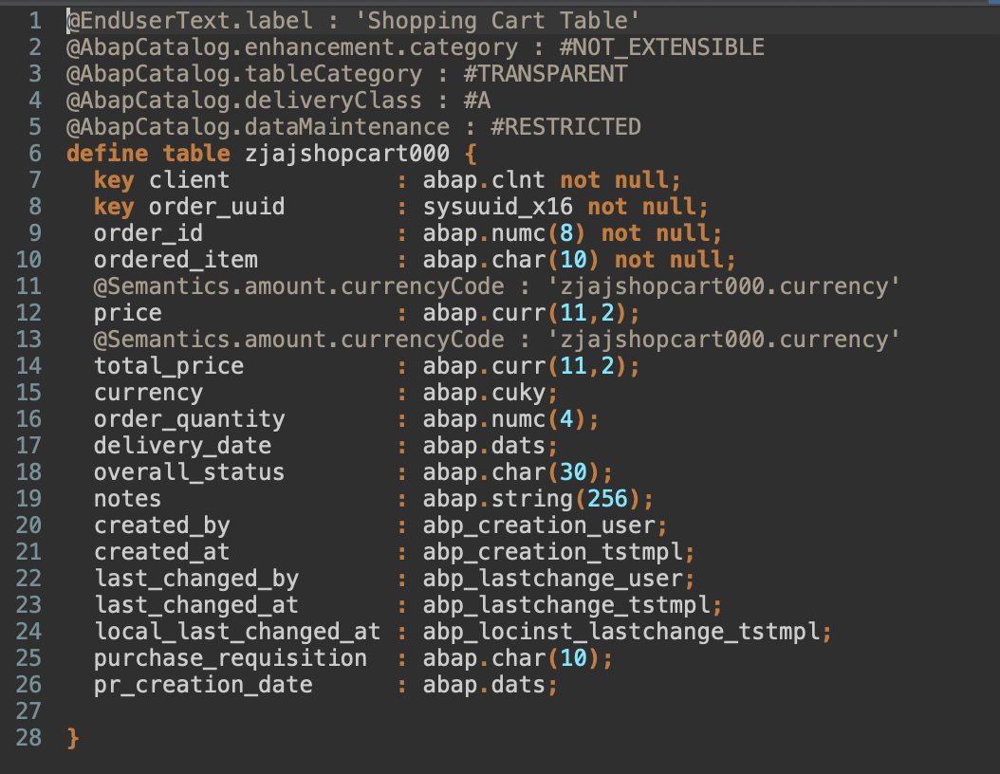 1 @EndUserText.label : 'Shopping Cart Table'
2 @AbapCatalog.enhancement.category : #NOT_EXTENSIBLE
3 @AbapCatalog.tableCategory : #TRANSPARENT
4 @AbapCatalog.deliveryClass : #A
5 @AbapCatalog.dataMaintenance : #RESTRICTED
6 define table zjajshopcart000 {
7   key client            : abap.clnt not null;
8   key order_uuid        : sysuuid_x16 not null;
9   order_id              : abap.numc(8) not null;
10   ordered_item          : abap.char(10) not null;
11   @Semantics.amount.currencyCode : 'zjajshopcart000.currency'
12   price                 : abap.curr(11,2);
13   @Semantics.amount.currencyCode : 'zjajshopcart000.currency'
14   total_price           : abap.curr(11,2);
15   currency              : abap.cuky;
16   order_quantity        : abap.numc(4);
17   delivery_date         : abap.dats;
18   overall_status        : abap.char(30);
19   notes                 : abap.string(256);
20   created_by            : abp_creation_user;
21   created_at            : abp_creation_tstmpl;
22   last_changed_by       : abp_lastchange_user;
23   last_changed_at       : abp_lastchange_tstmpl;
24   local_last_changed_at : abp_locinst_lastchange_tstmpl;
25   purchase_requisition  : abap.char(10);
26   pr_creation_date      : abap.dats;
27
28 }